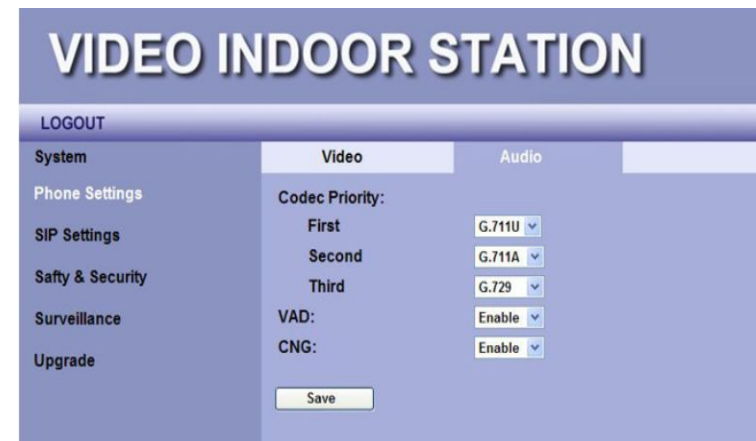 VIDEO INDOOR STATION
LOGOUT
System
Phone Settings
SIP Settings
Safty & Security
Surveillance
Upgrade
Video Audio
Codec Priority:
First G.711U
Second G.711A
Third G.729
VAD: Enable
CNG: Enable
Save